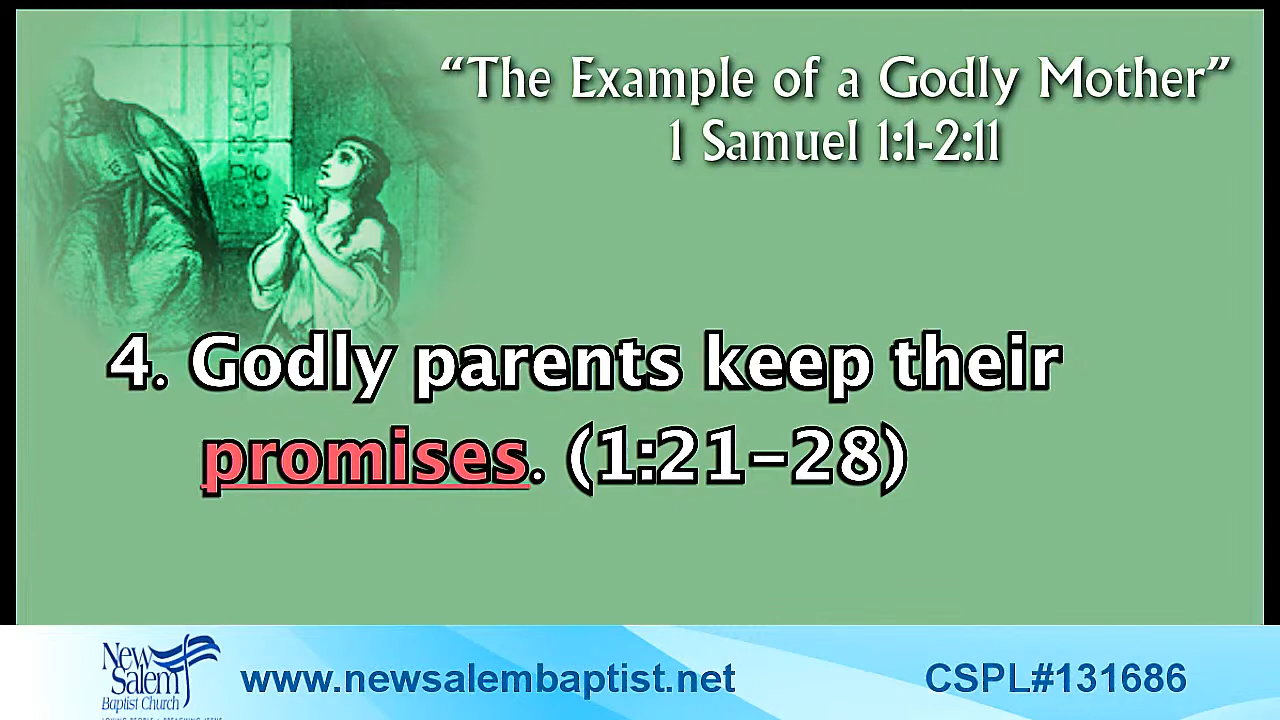 “The Example of a Godly Mother”
1 Samuel 1:1-2:11
4. Godly parents keep their
promises. (1:21–28)
New
Salem
Baptist Church
www.newsalembaptist.net
CSPL#131686